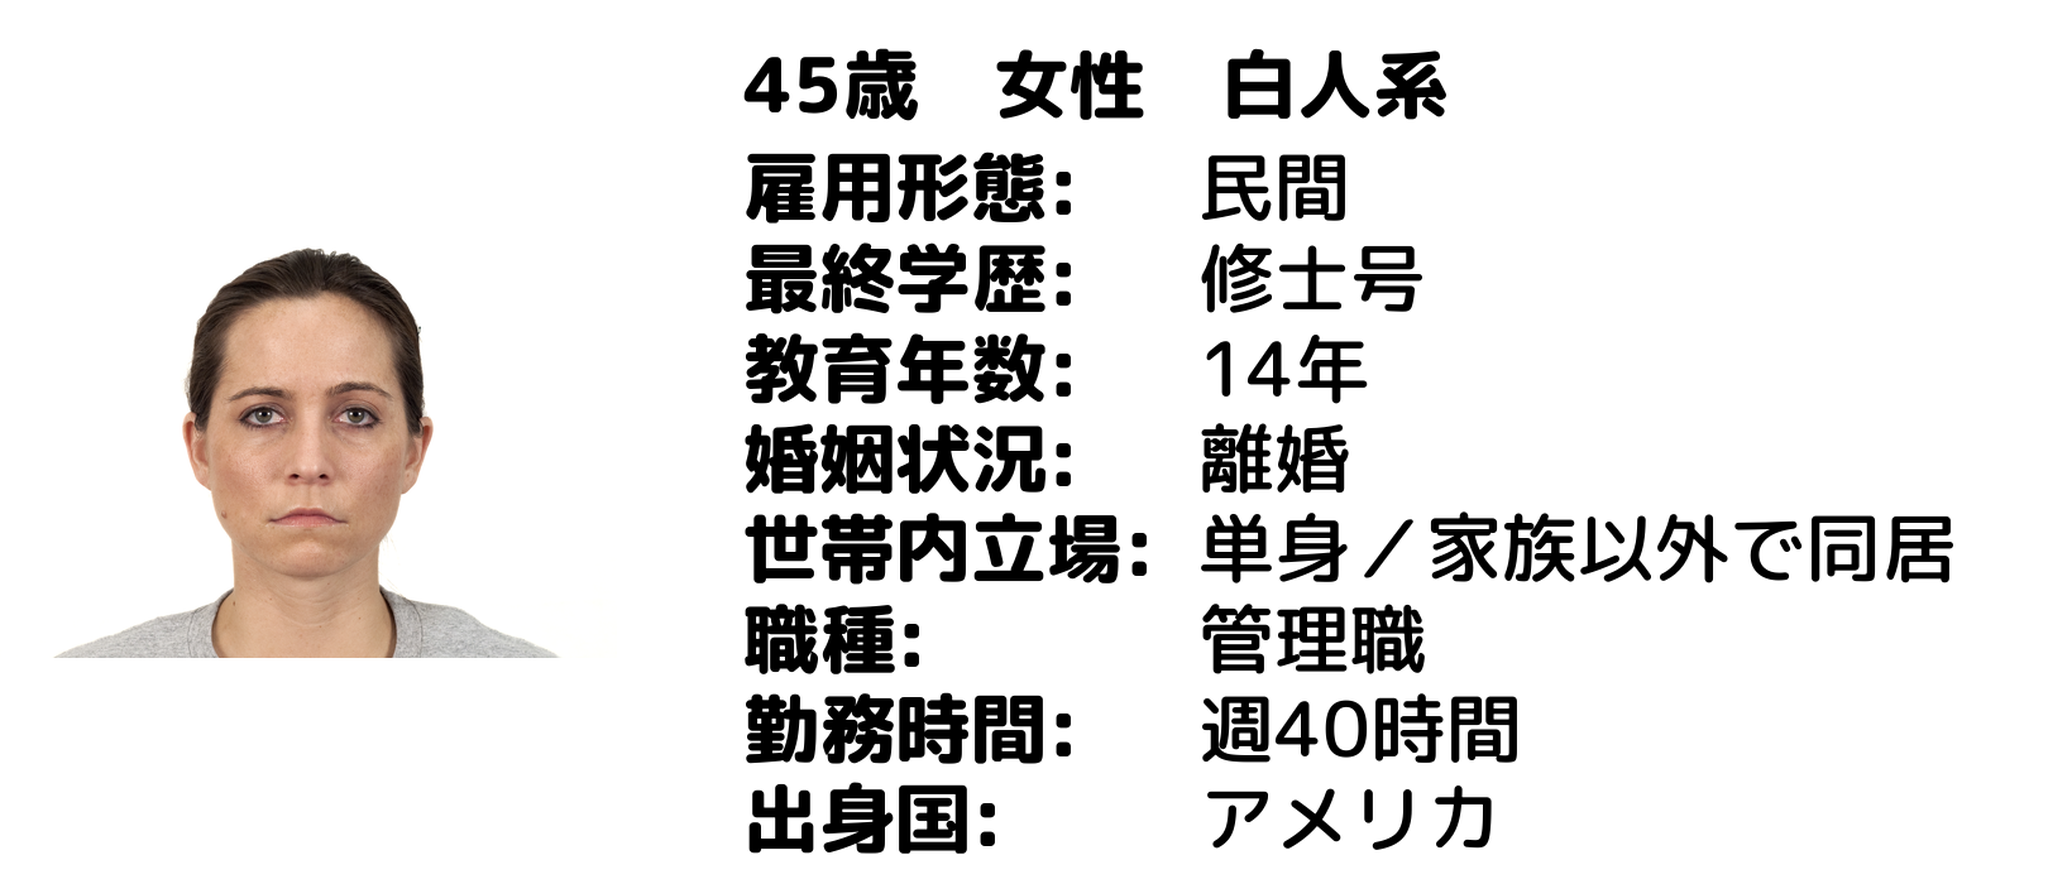 45歳　女性　白人系
雇用形態:　民間
最終学歴:　修士号
教育年数:　14年
婚姻状況:　離婚
世帯内立場:　単身／家族以外で同居
職種:　管理職
勤務時間:　週40時間
出身国:　アメリカ